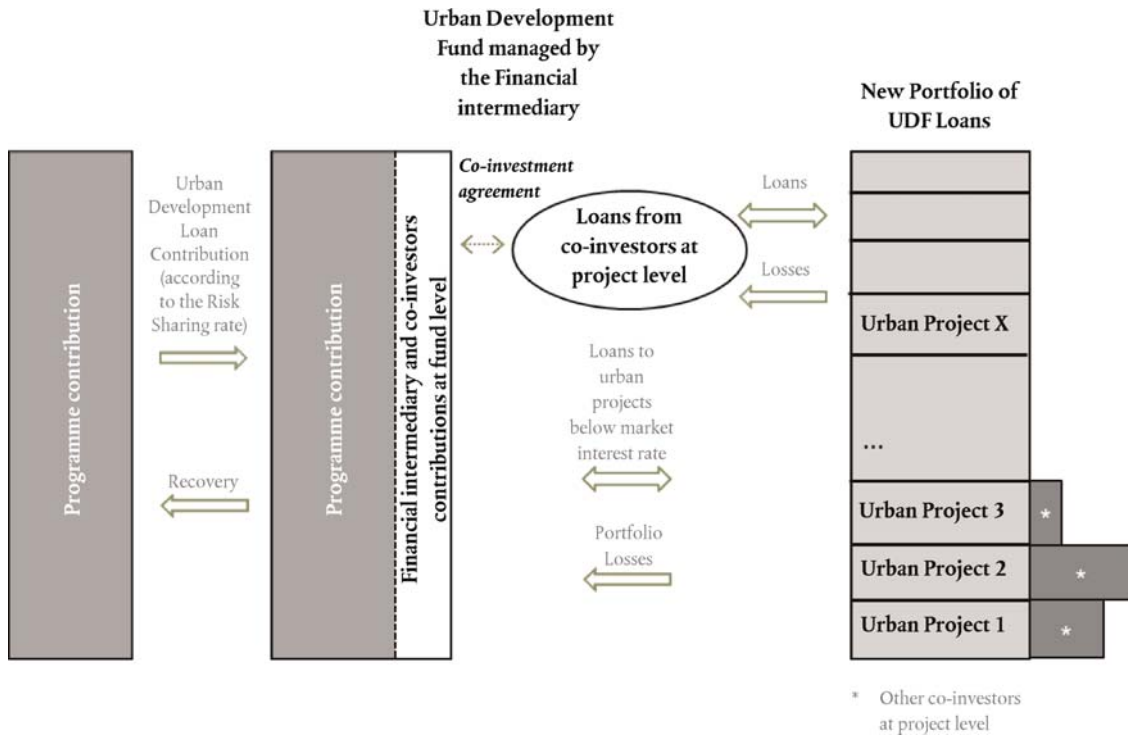 Urban Development
Fund managed by
the Financial
intermediary
New Portfolio of
UDF Loans
Programme contribution
Urban
Development
Loan
Contribution
(according
to the Risk
Sharing rate)
Recovery
Programme contribution
Financial intermediary and co-investors
contributions at fund level
Co-investment
agreement
Loans from
co-investors at
project level
Loans
Losses
Loans to
urban
projects
below market
interest rate
Portfolio
Losses
Urban Project X
...
Urban Project 3
*
Urban Project 2
*
Urban Project 1
*
* Other co-investors
at project level